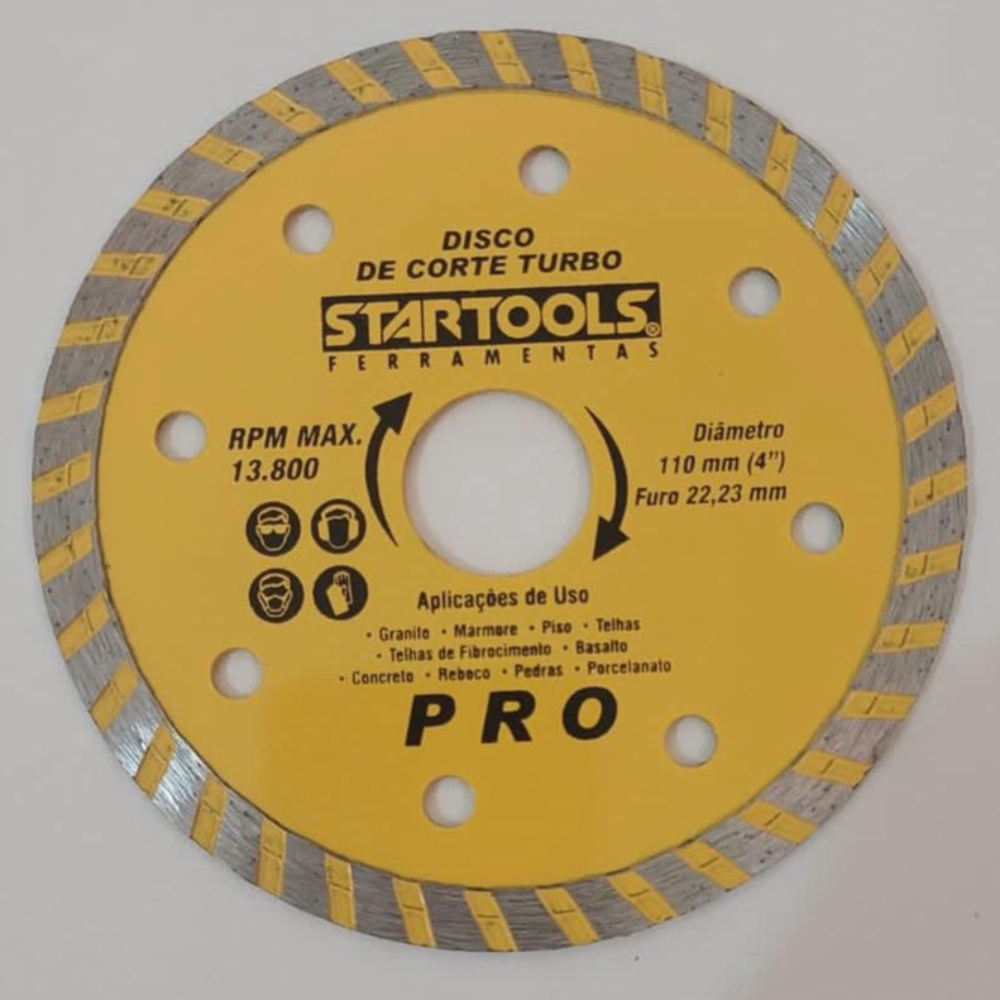 DISCO
DE CORTE TURBO
STARTOOLS®
FERRAMENTAS
RPM MAX.
13.800
Diâmetro
110 mm (4")
Furo 22,23 mm
Aplicações de Uso
• Granito • Marmore • Piso • Telhas
• Telhas de Fibrocimento • Basalto
• Concreto • Reboco • Pedras • Porcelanato
PRO